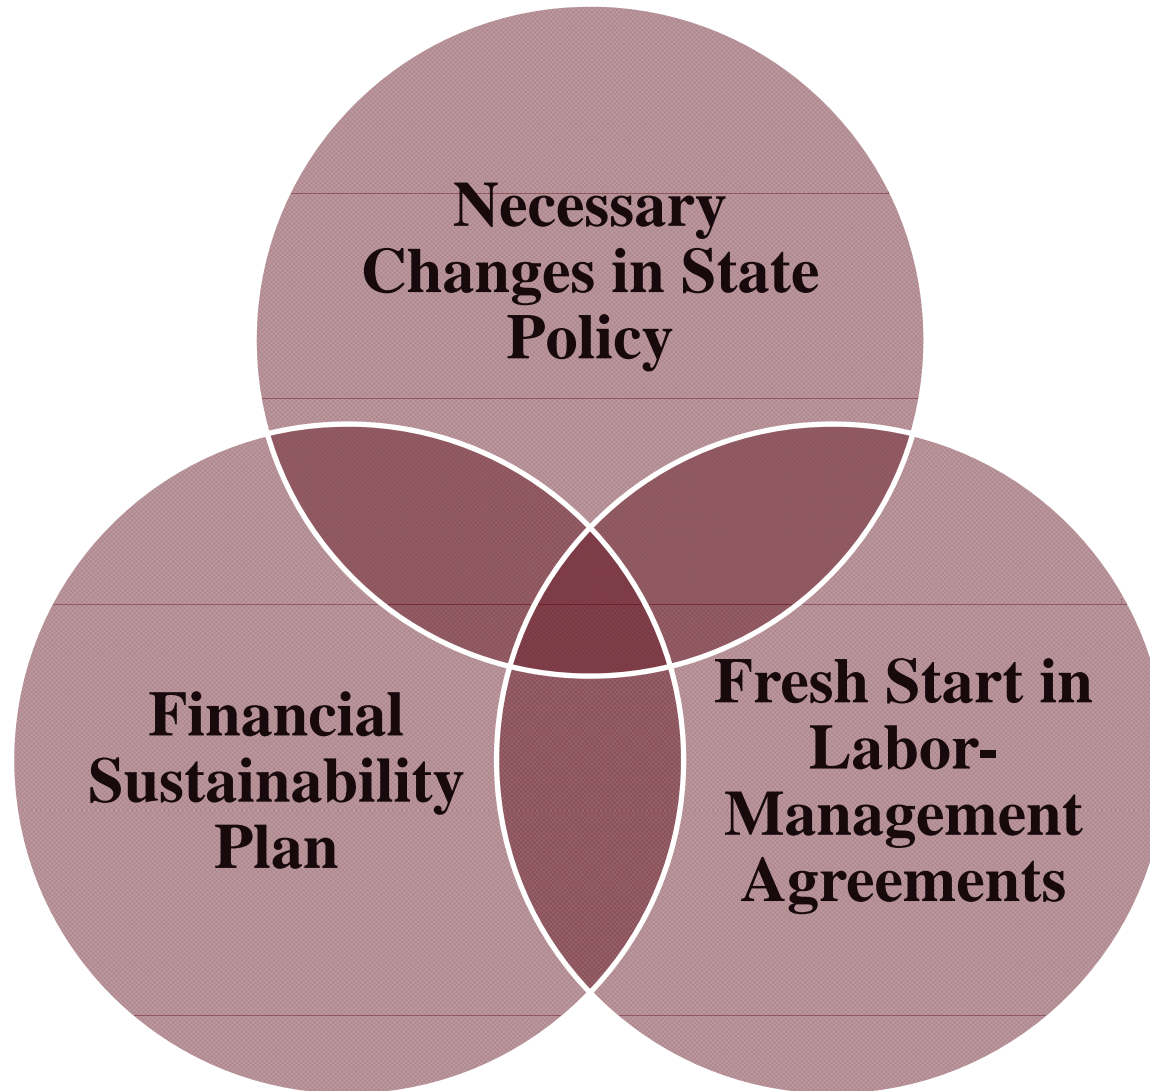 Necessary
Changes in State
Policy
Financial
Sustainability
Plan
Fresh Start in
Labor-
Management
Agreements